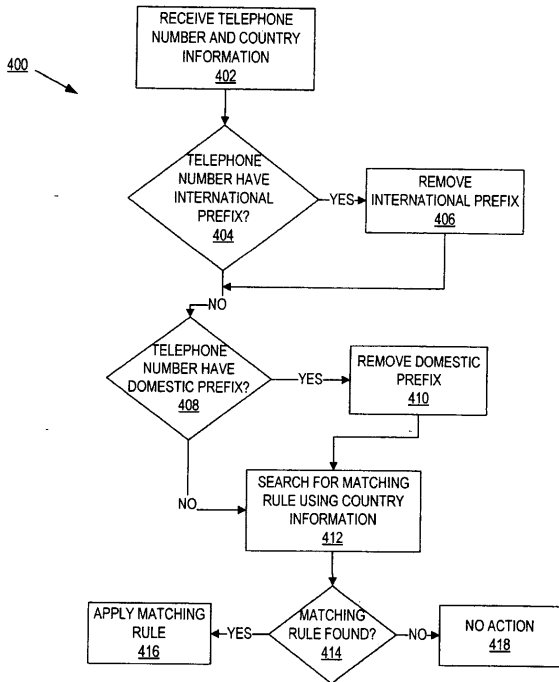 RECEIVE TELEPHONE
NUMBER AND COUNTRY
INFORMATION
402
400
TELEPHONE
NUMBER HAVE
INTERNATIONAL
PREFIX?
404
YES
REMOVE
INTERNATIONAL PREFIX
406
NO
TELEPHONE
NUMBER HAVE
DOMESTIC PREFIX?
408
YES
REMOVE DOMESTIC
PREFIX
410
NO
SEARCH FOR MATCHING
RULE USING COUNTRY
INFORMATION
412
APPLY MATCHING
RULE
416
YES
MATCHING
RULE FOUND?
414
NO
NO ACTION
418